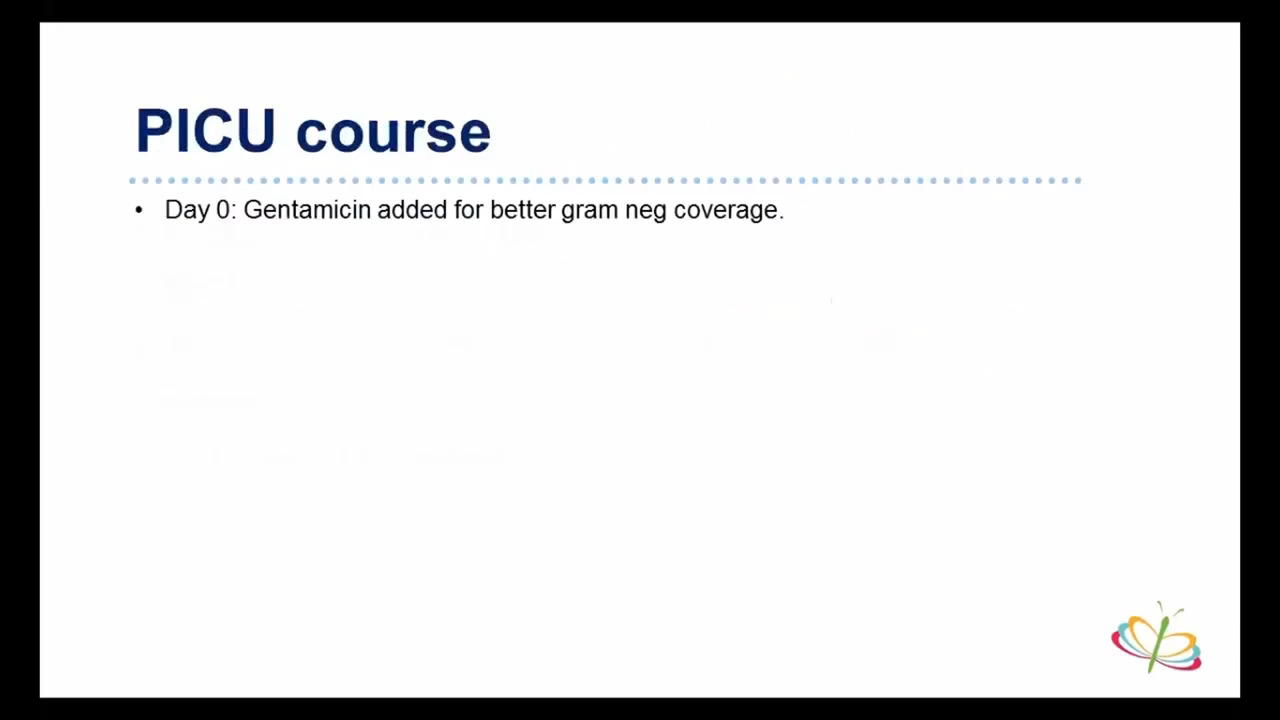 PICU course
• Day 0: Gentamicin added for better gram neg coverage.